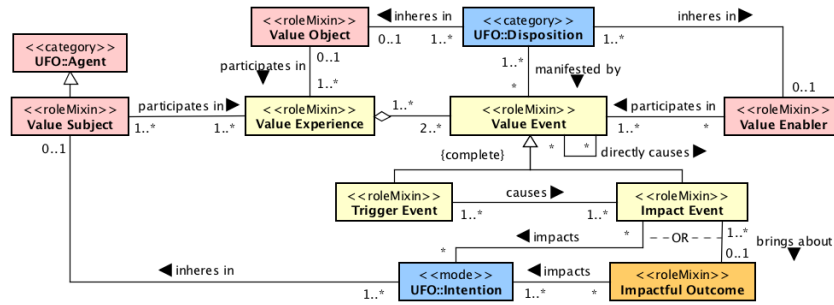 <<category>>
UFO::Agent
<<roleMixin>>
Value Object
inheres in
0..1
1..*
<<category>>
UFO::Disposition
inheres in
1..*
0..1
participates in
0..1
1..*
1..*
*
manifested by
<<roleMixin>>
Value Subject
participates in
1..*
1..*
<<roleMixin>>
Value Experience
1..*
2..*
<<roleMixin>>
Value Event
participates in
1..*
*
<<roleMixin>>
Value Enabler
0..1
{complete}
*
*
directly causes
<<roleMixin>>
Trigger Event
causes
1..*
1..*
<<roleMixin>>
Impact Event
impacts
*
OR
1..*
0..1
brings about
*
inheres in
1..*
<<mode>>
UFO::Intention
impacts
1..*
*
<<roleMixin>>
Impactful Outcome